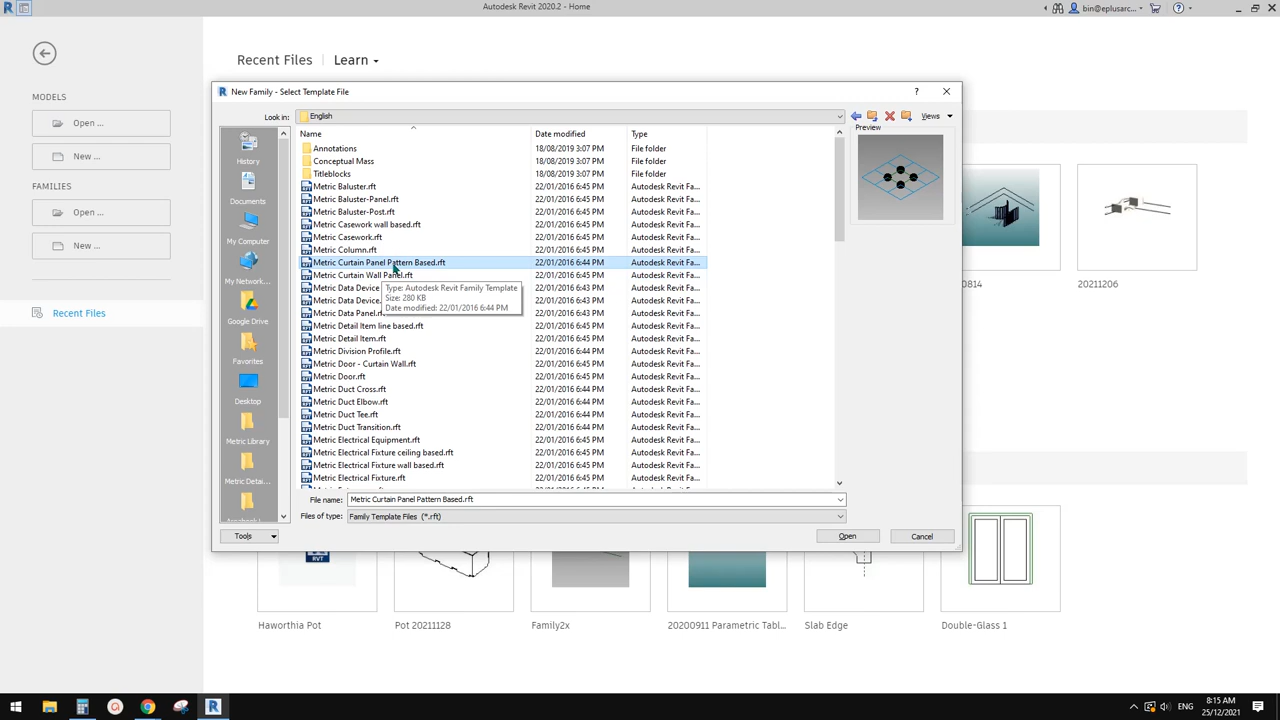 Autodesk Revit 2020.2 - Home
bin@eplusarc...
Recent Files
Learn
MODELS
Open ...
New ...
FAMILIES
Open ...
New ...
Recent Files
New Family - Select Template File
Look in:
English
Views
Preview
Name
Date modified
Type
Annotations 18/08/2019 3:07 PM File folder
Conceptual Mass 18/08/2019 3:07 PM File folder
Titleblocks 18/08/2019 3:07 PM File folder
Metric Baluster.rft 22/01/2016 6:45 PM Autodesk Revit Fa...
Metric Baluster-Panel.rft 22/01/2016 6:45 PM Autodesk Revit Fa...
Metric Baluster-Post.rft 22/01/2016 6:45 PM Autodesk Revit Fa...
Metric Casework wall based.rft 22/01/2016 6:45 PM Autodesk Revit Fa...
Metric Casework.rft 22/01/2016 6:45 PM Autodesk Revit Fa...
Metric Column.rft 22/01/2016 6:45 PM Autodesk Revit Fa...
Metric Curtain Panel Pattern Based.rft 22/01/2016 6:44 PM Autodesk Revit Fa...
Metric Curtain Wall Panel.rft 22/01/2016 6:45 PM Autodesk Revit Fa...
Metric Data Device 22/01/2016 6:45 PM Autodesk Revit Fa...
Metric Data Device 22/01/2016 6:45 PM Autodesk Revit Fa...
Metric Data Panel.rft 22/01/2016 6:45 PM Autodesk Revit Fa...
Type: Autodesk Revit Family Template
Size: 280 KB
Date modified: 22/01/2016 6:44 PM
Metric Detail Item line based.rft 22/01/2016 6:45 PM Autodesk Revit Fa...
Metric Detail Item.rft 22/01/2016 6:45 PM Autodesk Revit Fa...
Metric Division Profile.rft 22/01/2016 6:44 PM Autodesk Revit Fa...
Metric Door - Curtain Wall.rft 22/01/2016 6:45 PM Autodesk Revit Fa...
Metric Door.rft 22/01/2016 6:45 PM Autodesk Revit Fa...
Metric Duct Cross.rft 22/01/2016 6:44 PM Autodesk Revit Fa...
Metric Duct Elbow.rft 22/01/2016 6:44 PM Autodesk Revit Fa...
Metric Duct Tee.rft 22/01/2016 6:44 PM Autodesk Revit Fa...
Metric Duct Transition.rft 22/01/2016 6:44 PM Autodesk Revit Fa...
Metric Electrical Equipment.rft 22/01/2016 6:45 PM Autodesk Revit Fa...
Metric Electrical Fixture ceiling based.rft 22/01/2016 6:45 PM Autodesk Revit Fa...
Metric Electrical Fixture wall based.rft 22/01/2016 6:45 PM Autodesk Revit Fa...
Metric Electrical Fixture.rft 22/01/2016 6:45 PM Autodesk Revit Fa...
History
Documents
My Computer
My Network...
Google Drive
Favorites
Desktop
Metric Library
Metric Detai...
File name: Metric Curtain Panel Pattern Based.rft
Files of type: Family Template Files (*.rft)
Tools
Open
Cancel
0814
20211206
RVT
Haworthia Pot
Pot 20211128
Family2x
20200911 Parametric Tabl...
Slab Edge
Double-Glass 1
ENG
8:15 AM
25/12/2021